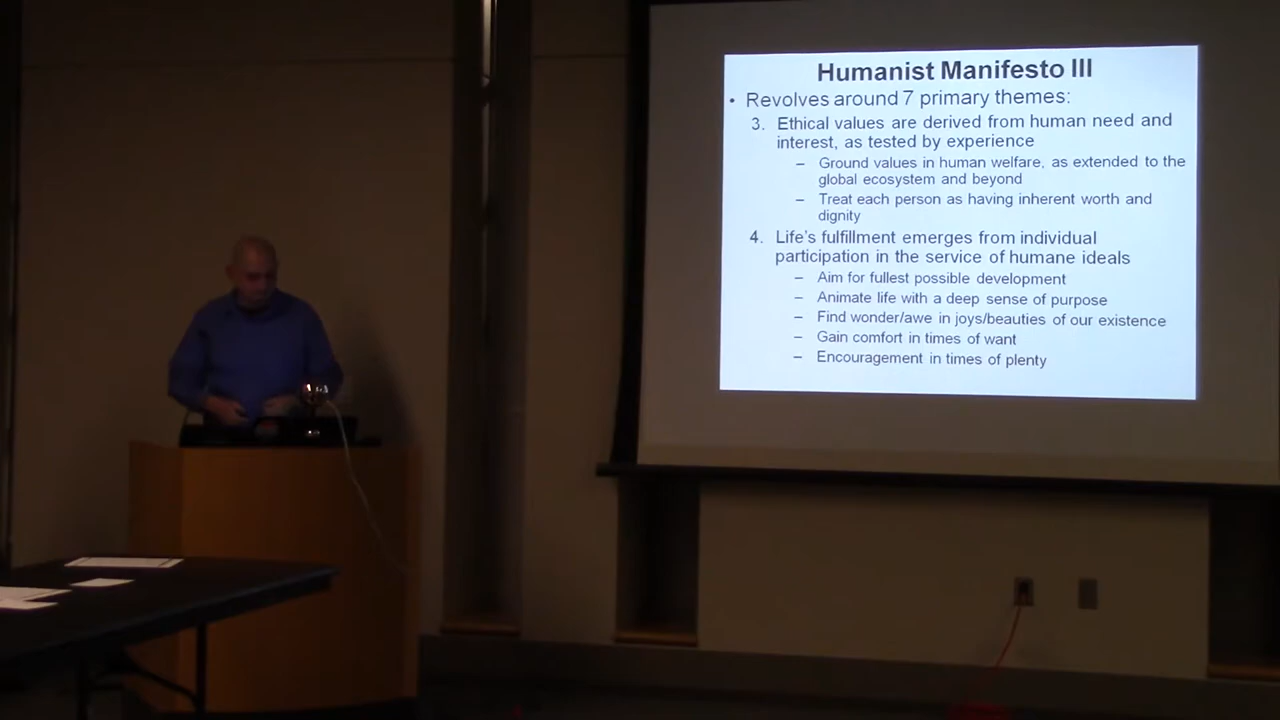 Humanist Manifesto III
• Revolves around 7 primary themes:
3. Ethical values are derived from human need and
interest, as tested by experience
– Ground values in human welfare, as extended to the
global ecosystem and beyond
– Treat each person as having inherent worth and
dignity
4. Life's fulfillment emerges from individual
participation in the service of humane ideals
– Aim for fullest possible development
– Animate life with a deep sense of purpose
– Find wonder/awe in joys/beauties of our existence
– Gain comfort in times of want
– Encouragement in times of plenty